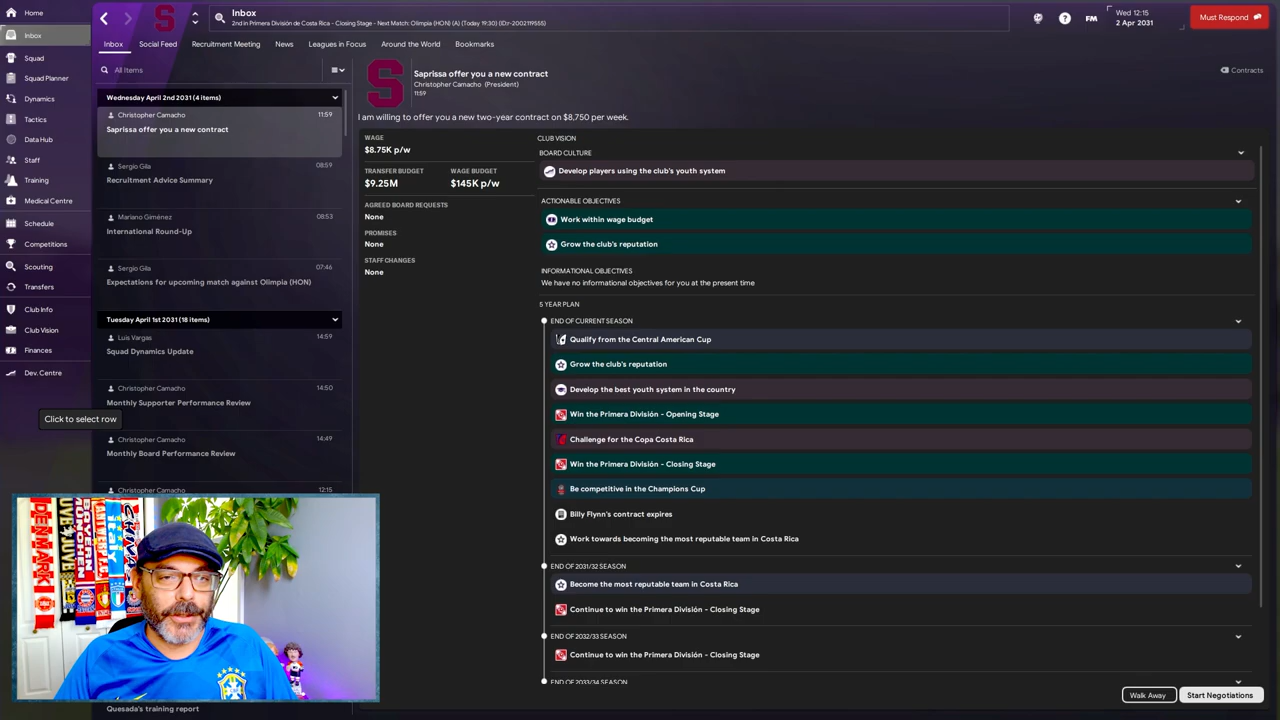 Home
Inbox
2nd in Primera División de Costa Rica - Closing Stage - Next Match: Olimpia (HON) (A) (Today 19:30) (IDr-2002119555)
FM
Wed 12:15
2 Apr 2031
Must Respond
Inbox
Squad
Squad Planner
Dynamics
Tactics
Data Hub
Staff
Training
Medical Centre
Schedule
Competitions
Scouting
Transfers
Club Info
Club Vision
Finances
Dev. Centre
Click to select row
Inbox
Social Feed
Recruitment Meeting
News
Leagues in Focus
Around the World
Bookmarks
All Items
Wednesday April 2nd 2031 (4 items)
Christopher Camacho
11:59
Saprissa offer you a new contract
Sergio Gila
08:59
Recruitment Advice Summary
Mariano Giménez
08:53
International Round-Up
Sergio Gila
07:46
Expectations for upcoming match against Olimpia (HON)
Tuesday April 1st 2031 (18 items)
Luis Vargas
14:59
Squad Dynamics Update
Christopher Camacho
14:50
Monthly Supporter Performance Review
Christopher Camacho
14:49
Monthly Board Performance Review
Christopher Camacho
12:15
Quesada's training report
S
Saprissa offer you a new contract
Christopher Camacho (President)
11:59
Contracts
I am willing to offer you a new two-year contract on $8,750 per week.
WAGE
$8.75K p/w
TRANSFER BUDGET
$9.25M
WAGE BUDGET
$145K p/w
AGREED BOARD REQUESTS
None
PROMISES
None
STAFF CHANGES
None
CLUB VISION
BOARD CULTURE
Develop players using the club's youth system
ACTIONABLE OBJECTIVES
Work within wage budget
Grow the club's reputation
INFORMATIONAL OBJECTIVES
We have no informational objectives for you at the present time
5 YEAR PLAN
END OF CURRENT SEASON
Qualify from the Central American Cup
Grow the club's reputation
Develop the best youth system in the country
Win the Primera División - Opening Stage
Challenge for the Copa Costa Rica
Win the Primera División - Closing Stage
Be competitive in the Champions Cup
Billy Flynn's contract expires
Work towards becoming the most reputable team in Costa Rica
END OF 2031/32 SEASON
Become the most reputable team in Costa Rica
Continue to win the Primera División - Closing Stage
END OF 2032/33 SEASON
Continue to win the Primera División - Closing Stage
END OF 2033/34 SEASON
Walk Away
Start Negotiations
DENMARK
JUVE
BAYERN
MÜNCHEN